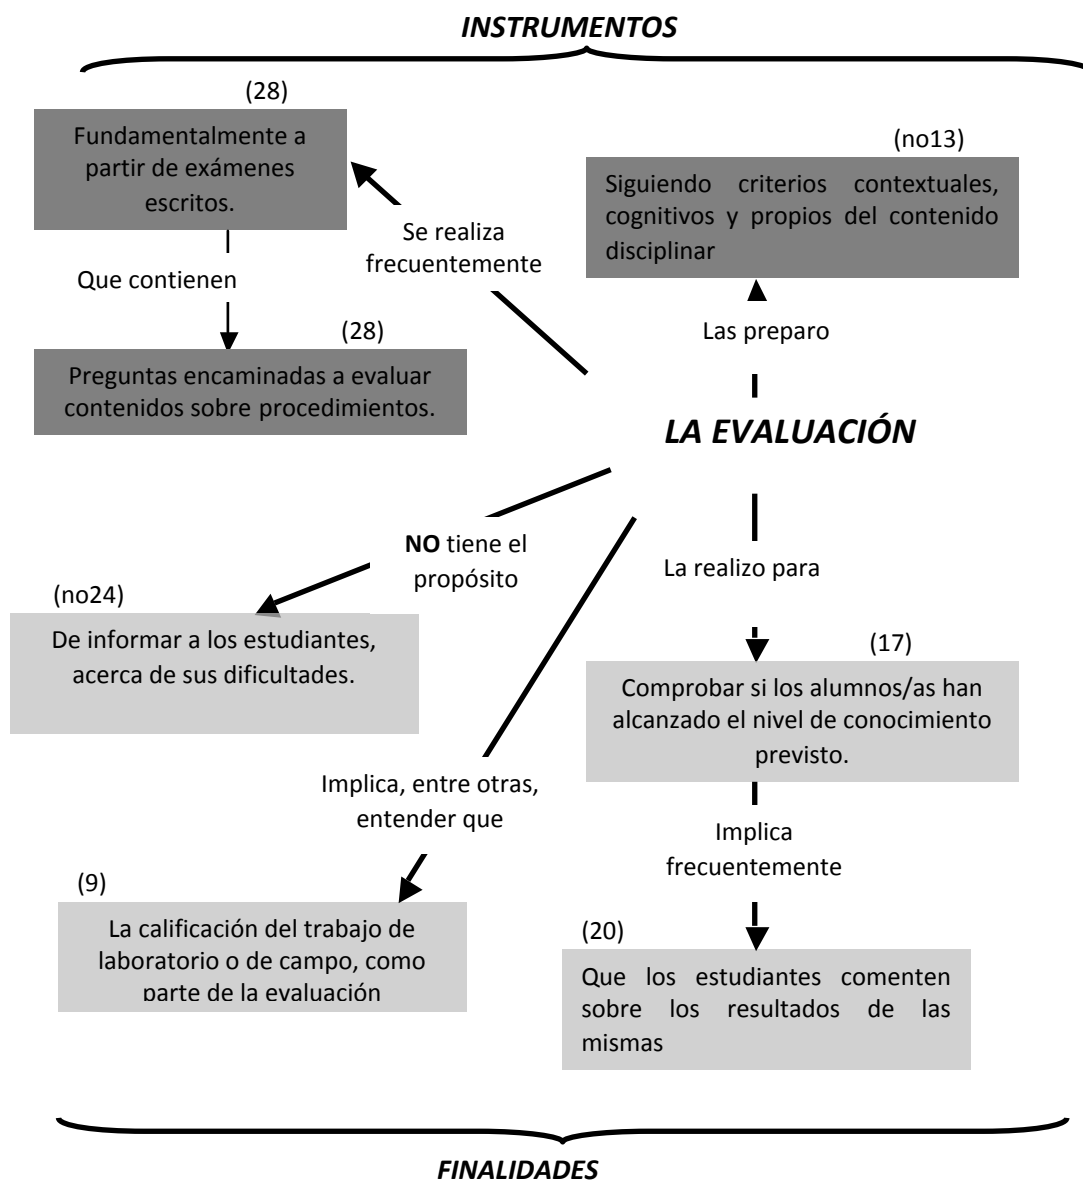 INSTRUMENTOS
(28)
Fundamentalmente a
partir de exámenes
escritos.
(no13)
Siguiendo criterios contextuales,
cognitivos y propios del contenido
disciplinar
Se realiza
frecuentemente
Que contienen
Las preparo
(28)
Preguntas encaminadas a evaluar
contenidos sobre procedimientos.
LA EVALUACIÓN
NO tiene el
propósito
La realizo para
(no24)
De informar a los estudiantes,
acerca de sus dificultades.
(17)
Comprobar si los alumnos/as han
alcanzado el nivel de conocimiento
previsto.
Implica, entre otras,
entender que
Implica
frecuentemente
(9)
La calificación del trabajo de
laboratorio o de campo, como
parte de la evaluación
(20)
Que los estudiantes comenten
sobre los resultados de las
mismas
FINALIDADES